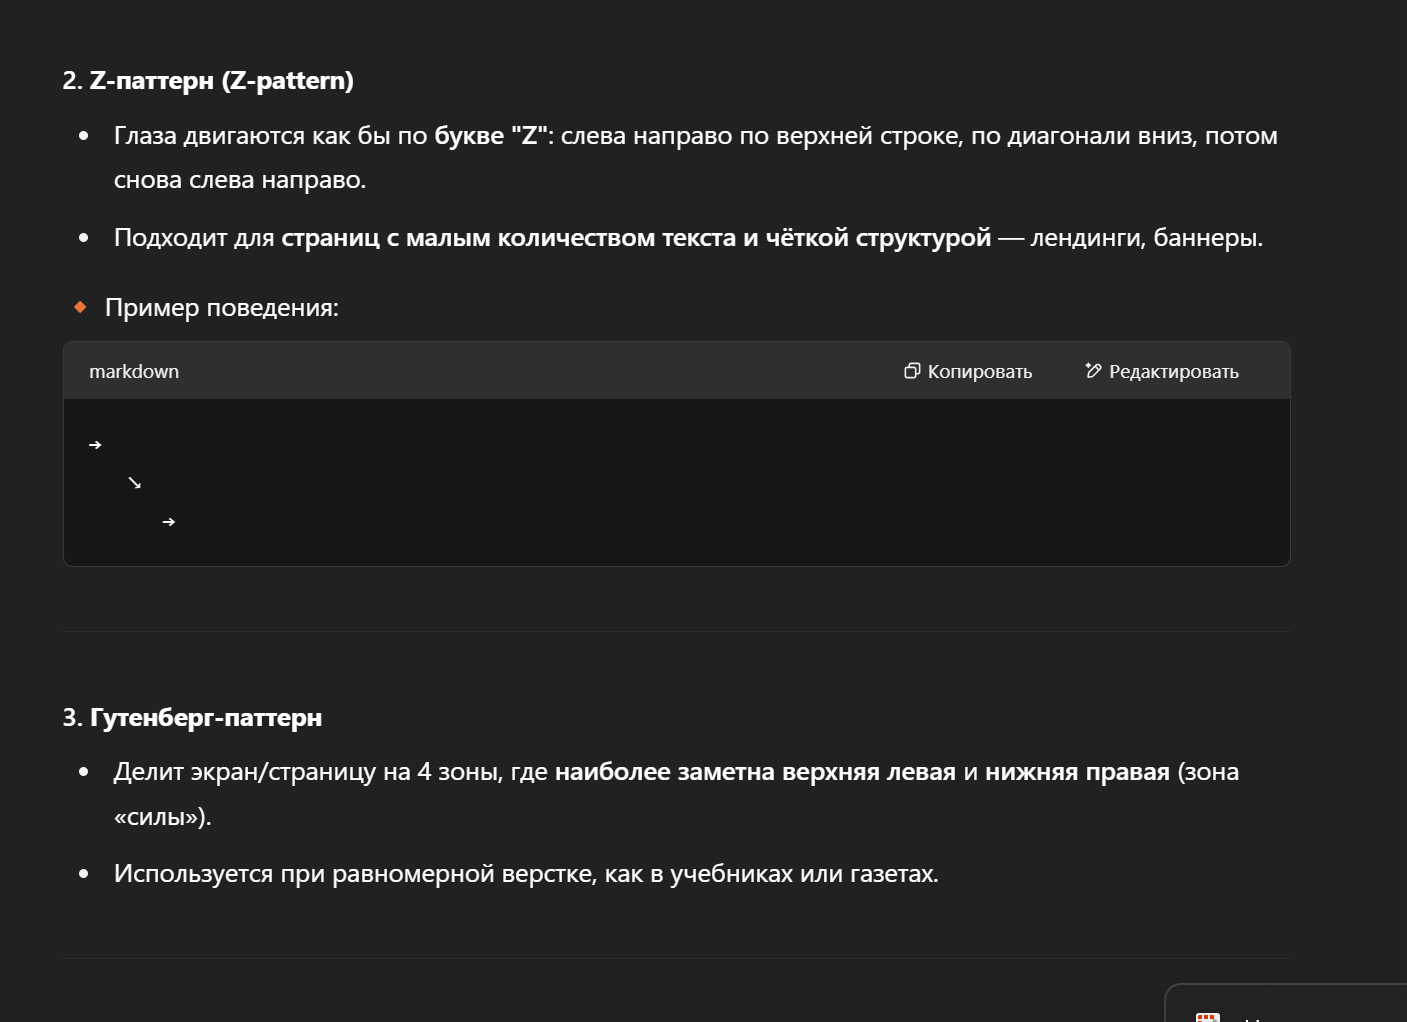 2. Z-паттерн (Z-pattern)
• Глаза двигаются как бы по букве "Z": слева направо по верхней строке, по диагонали вниз, потом
снова слева направо.
• Подходит для страниц с малым количеством текста и чёткой структурой — лендинги, баннеры.
🔸 Пример поведения:
markdown Копировать Редактировать
→
↘
→
3. Гутенберг-паттерн
• Делит экран/страницу на 4 зоны, где наиболее заметна верхняя левая и нижняя правая (зона
«силы»).
• Используется при равномерной верстке, как в учебниках или газетах.